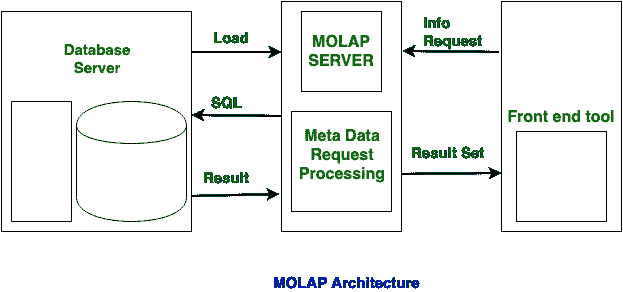 Database
Server
Load
MOLAP
SERVER
Info
Request
SQL
Meta Data
Request
Processing
Result
Result Set
Front end tool
MOLAP Architecture